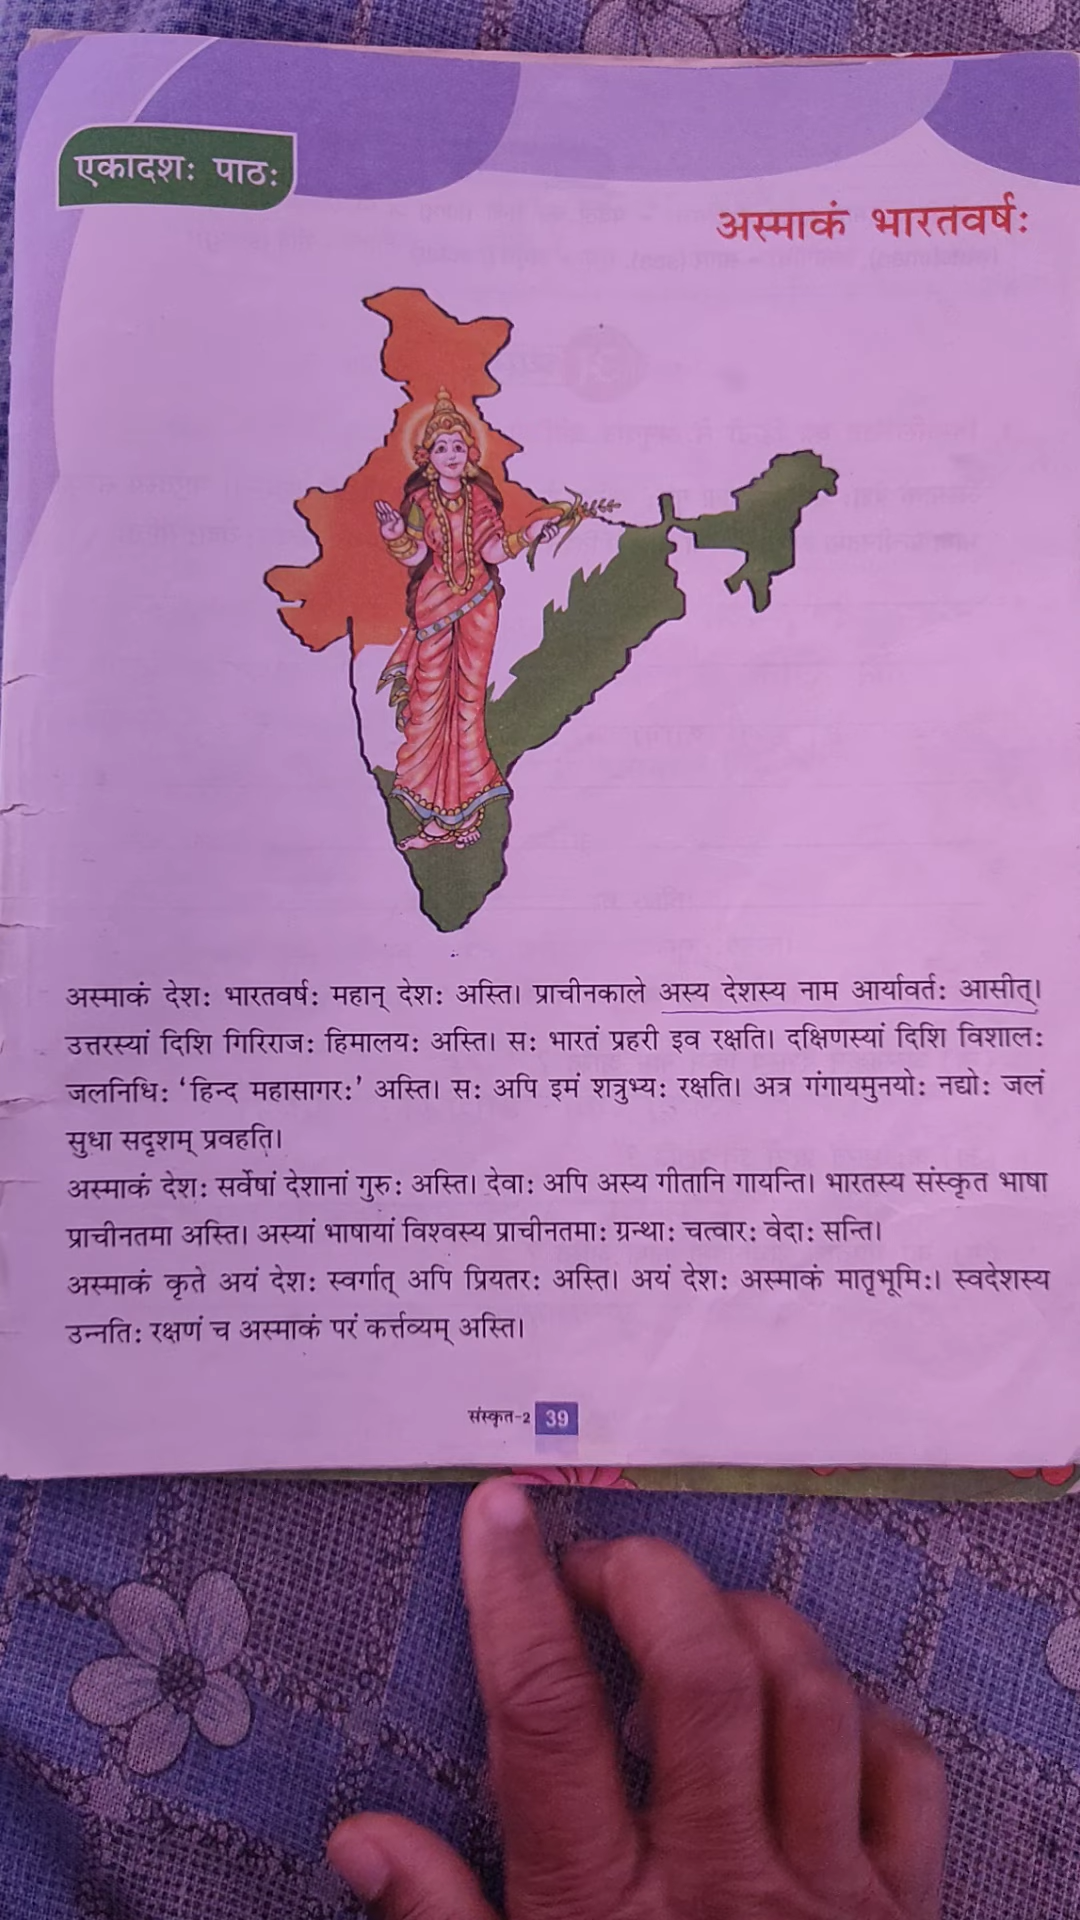 एकादशः पाठः
अस्माकं भारतवर्षः
अस्माकं देशः भारतवर्षः महान् देशः अस्ति। प्राचीनकाले अस्य देशस्य नाम आर्यावर्तः आसीत्।
उत्तरस्यां दिशि गिरिराजः हिमालयः अस्ति। सः भारतं प्रहरी इव रक्षति। दक्षिणस्यां दिशि विशालः
जलनिधिः ‘हिन्द महासागरः’ अस्ति। सः अपि इमं शत्रुभ्यः रक्षति। अत्र गंगायमुनयोः नद्योः जलं
सुधा सदृशम् प्रवहति।
अस्माकं देशः सर्वेषां देशानां गुरुः अस्ति। देवाः अपि अस्य गीतानि गायन्ति। भारतस्य संस्कृत भाषा
प्राचीनतमा अस्ति। अस्यां भाषायां विश्वस्य प्राचीनतमाः ग्रन्थाः चत्वारः वेदाः सन्ति।
अस्माकं कृते अयं देशः स्वर्गात् अपि प्रियतरः अस्ति। अयं देशः अस्माकं मातृभूमिः। स्वदेशस्य
उन्नतिः रक्षणं च अस्माकं परं कर्त्तव्यम् अस्ति।
संस्कृत-2 39